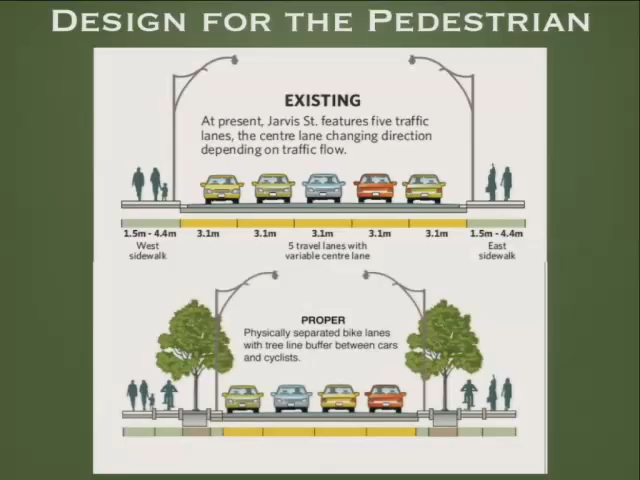 DESIGN FOR THE PEDESTRIAN
EXISTING
At present, Jarvis St. features five traffic
lanes, the centre lane changing direction
depending on traffic flow.
1.5m - 4.4m 3.1m 3.1m 3.1m 3.1m 3.1m 1.5m - 4.4m
West
sidewalk
5 travel lanes with
variable centre lane
East
sidewalk
PROPER
Physically separated bike lanes
with tree line buffer between cars
and cyclists.